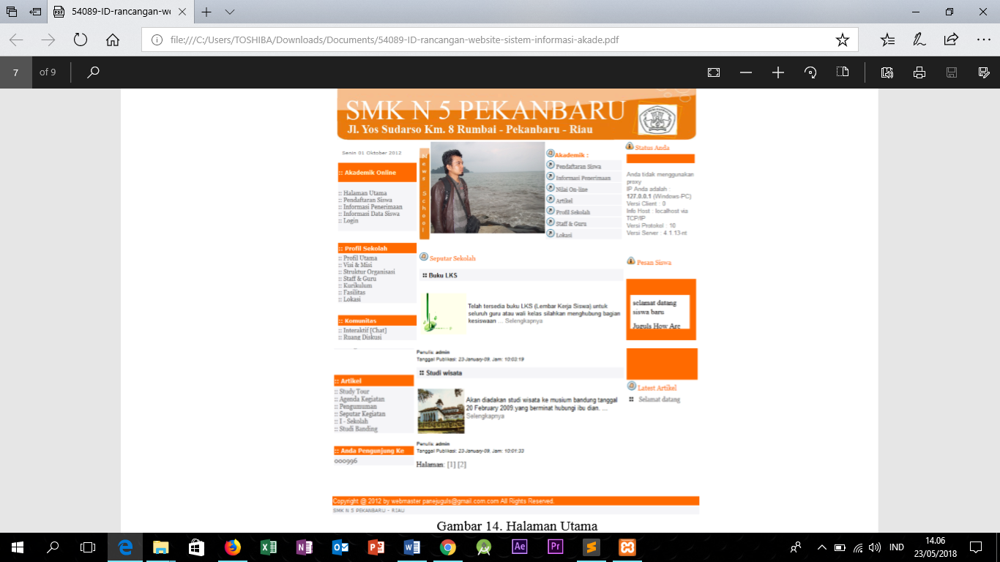 54089-ID-rancangan-we
file:///C:/Users/TOSHIBA/Downloads/Documents/54089-ID-rancangan-website-sistem-informasi-akade.pdf
7 of 9
SMK N 5 PEKANBARU
Jl. Yos Sudarso Km. 8 Rumbai - Pekanbaru - Riau
Senin 01 Oktober 2012
:: Akademik Online
:: Halaman Utama
:: Pendaftaran Siswa
:: Informasi Penerimaan
:: Informasi Data Siswa
:: Login
:: Profil Sekolah
:: Profil Utama
:: Visi & Misi
:: Struktur Organisasi
:: Staff & Guru
:: Kurikulum
:: Fasilitas
:: Lokasi
:: Komunitas
:: Interaktif [Chat]
:: Ruang Diskusi
:: Artikel
:: Study Tour
:: Agenda Kegiatan
:: Pengumuman
:: Seputar Kegiatan
:: I - Sekolah
:: Studi Banding
:: Anda Pengunjung Ke
000996
News School
Akademik :
Pendaftaran Siswa
Informasi Penerimaan
Nilai On-line
Artikel
Profil Sekolah
Staff & Guru
Lokasi
Seputar Sekolah
:: Buku LKS
Telah tersedia buku LKS (Lembar Kerja Siswa) untuk
seluruh guru atau wali kelas silahkan menghubung bagian
kesiswaan ... Selengkapnya
Penulis: admin
Tanggal Publikasi: 23-January-09, Jam: 10:03:19
:: Studi wisata
Akan diadakan studi wisata ke musium bandung tanggal
20 February 2009 yang berminat hubungi ibu dian. ...
Selengkapnya
Penulis: admin
Tanggal Publikasi: 23-January-09, Jam: 10:01:33
Halaman: [1] [2]
Status Anda
Anda tidak menggunakan
proxy
IP Anda adalah :
127.0.0.1 (Windows-PC)
Versi Client : 0
Info Host : localhost via
TCP/IP
Versi Protokol : 10
Versi Server : 4.1.13-nt
Pesan Siswa
selamat datang
siswa baru
Juguls How Are
Latest Artikel
:: Selamat datang
Copyright @ 2012 by webmaster panejuguls@gmail.com.com All Rights Reserved.
SMK N 5 PEKANBARU - RIAU
Gambar 14. Halaman Utama
IND
14.06
23/05/2018